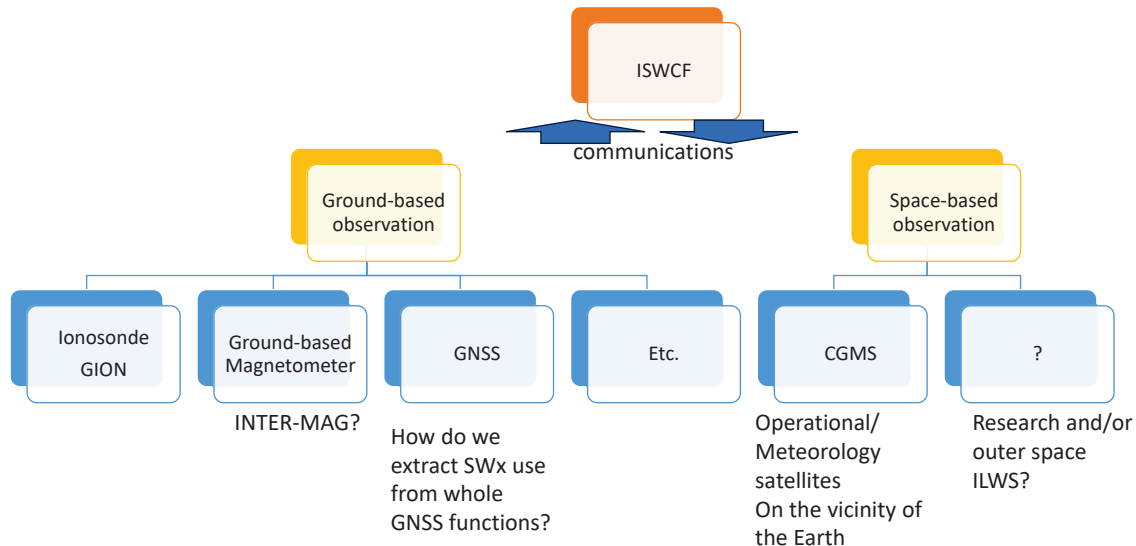 ISWCF
communications
Ground-based
observation
Space-based
observation
Ionosonde
GION
Ground-based
Magnetometer
GNSS
Etc.
CGMS
?
INTER-MAG?
How do we
extract SWx use
from whole
GNSS functions?
Operational/
Meteorology
satellites
On the vicinity of
the Earth
Research and/or
outer space
ILWS?